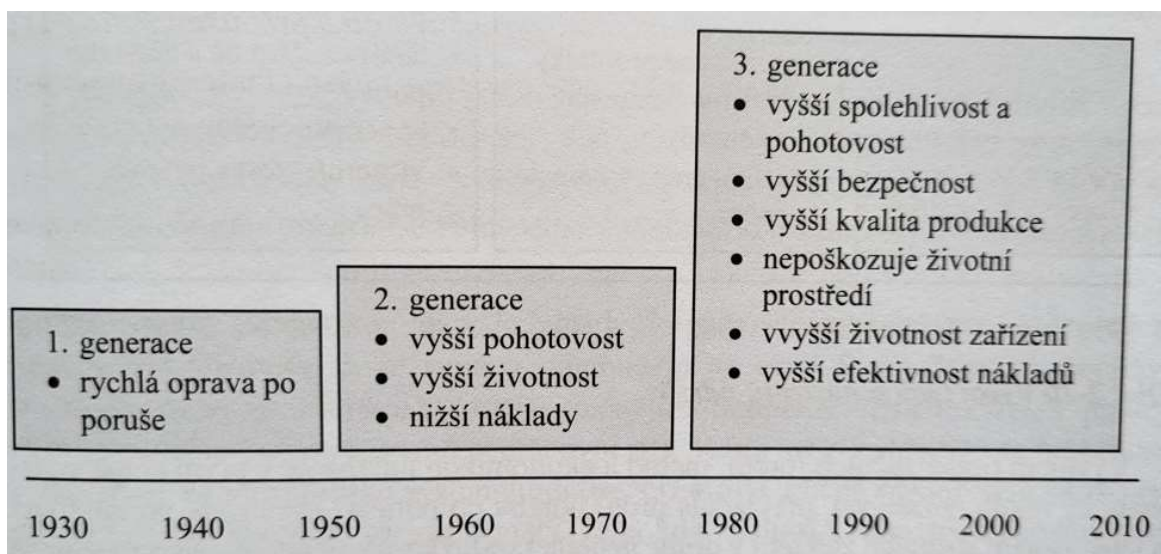 1. generace
• rychlá oprava po
poruše
2. generace
• vyšší pohotovost
• vyšší životnost
• nižší náklady
3. generace
• vyšší spolehlivost a
pohotovost
• vyšší bezpečnost
• vyšší kvalita produkce
• nepoškozuje životní
prostředí
• vvyšší životnost zařízení
• vyšší efektivnost nákladů
1930 1940 1950 1960 1970 1980 1990 2000 2010